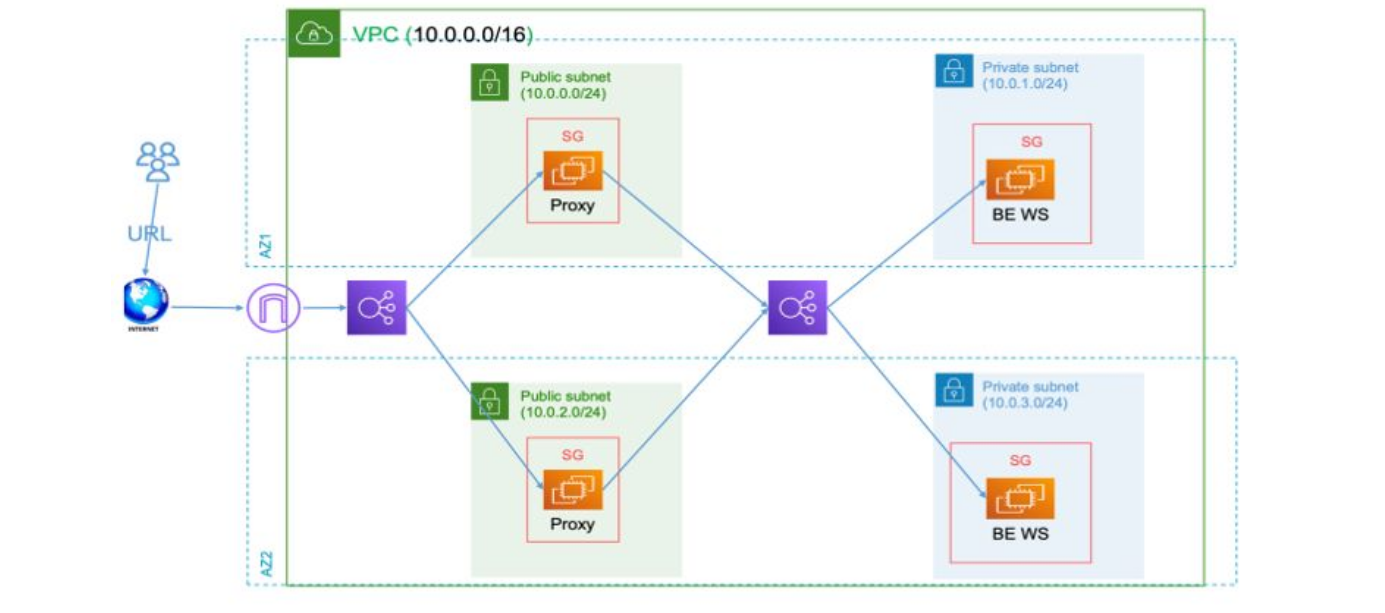 VPC (10.0.0.0/16)
Public subnet
(10.0.0.0/24)
SG
Proxy
Private subnet
(10.0.1.0/24)
SG
BE WS
AZ1
URL
INTERNET
Public subnet
(10.0.2.0/24)
SG
Proxy
Private subnet
(10.0.3.0/24)
SG
BE WS
AZ2